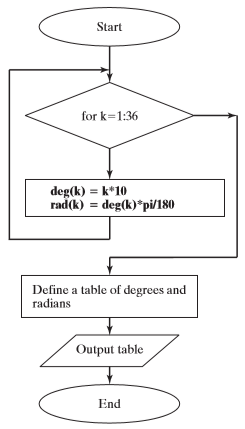 Start
for k=1:36
deg(k) = k*10
rad(k) = deg(k)*pi/180
Define a table of degrees and
radians
Output table
End